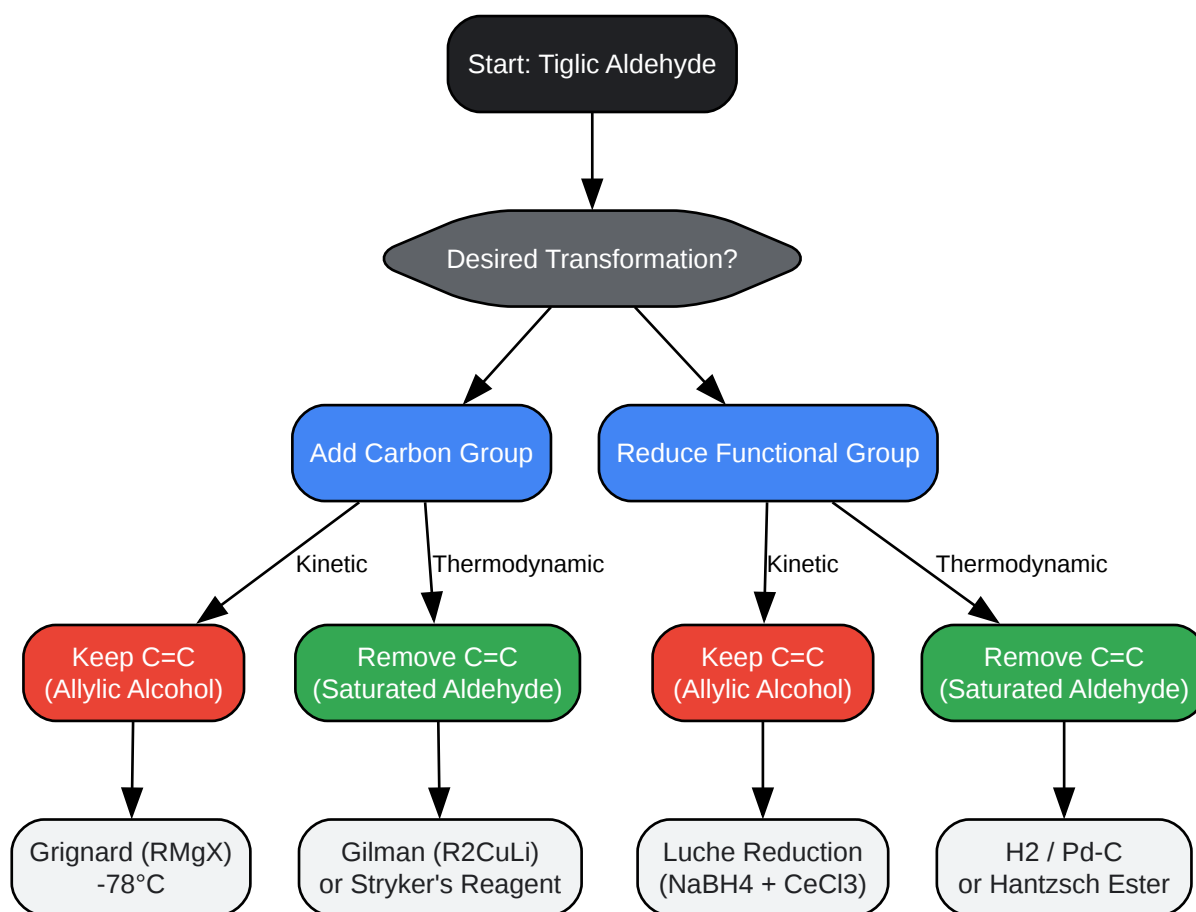 Start: Tiglic Aldehyde
Desired Transformation?
Add Carbon Group
Reduce Functional Group
Kinetic
Thermodynamic
Kinetic
Thermodynamic
Keep C=C
(Allylic Alcohol)
Remove C=C
(Saturated Aldehyde)
Keep C=C
(Allylic Alcohol)
Remove C=C
(Saturated Aldehyde)
Grignard (RMgX)
-78°C
Gilman (R2CuLi)
or Stryker's Reagent
Luche Reduction
(NaBH4 + CeCl3)
H2 / Pd-C
or Hantzsch Ester